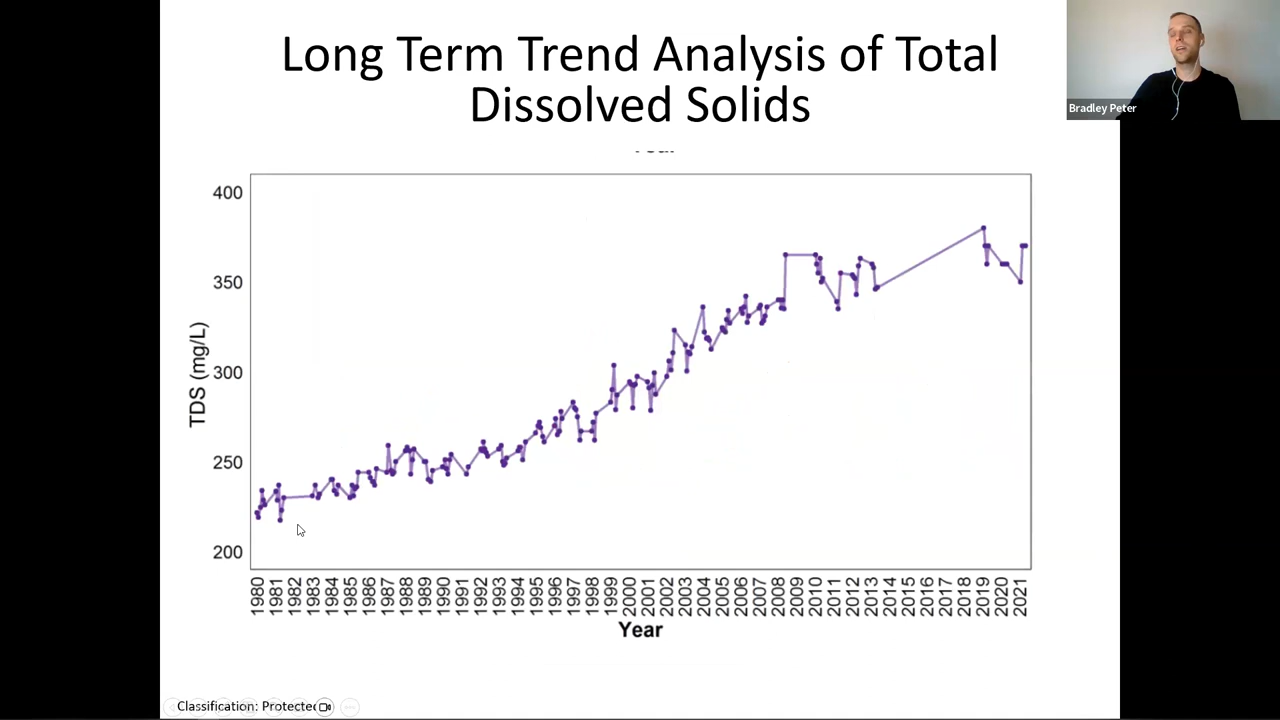 Long Term Trend Analysis of Total
Dissolved Solids
Bradley Peter
400
350
300
250
200
TDS (mg/L)
1980 1981 1982 1983 1984 1985 1986 1987 1988 1989 1990 1991 1992 1993 1994 1995 1996 1997 1998 1999 2000 2001 2002 2003 2004 2005 2006 2007 2008 2009 2010 2011 2012 2013 2014 2015 2016 2017 2018 2019 2020 2021
Year
Classification: Protected